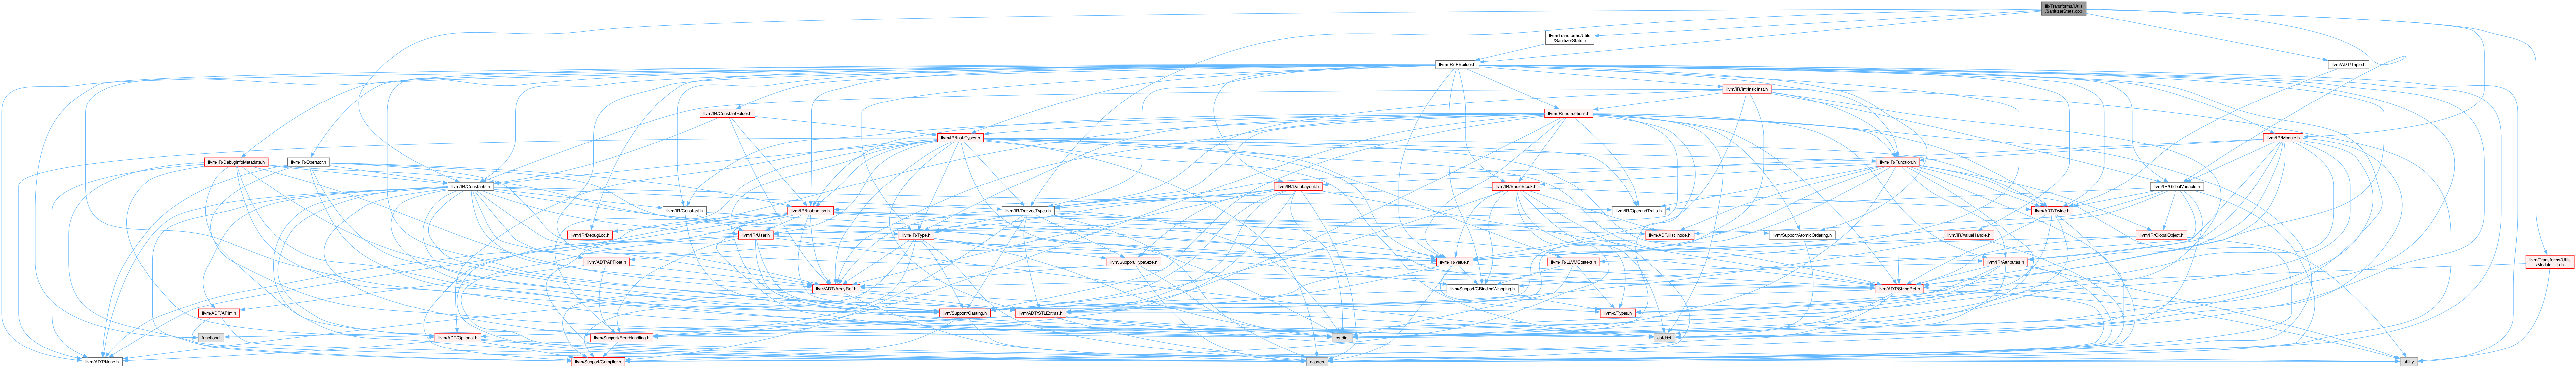 lib/Transforms/Utils
/SanitizerStats.cpp
llvm/Transforms/Utils
/SanitizerStats.h
llvm/IR/IRBuilder.h
llvm/ADT/Triple.h
llvm/IR/IntrinsicInst.h
llvm/IR/ConstantFolder.h
llvm/IR/Instructions.h
llvm/IR/InstrTypes.h
llvm/IR/Module.h
llvm/IR/DebugInfoMetadata.h
llvm/IR/Operator.h
llvm/IR/Function.h
llvm/IR/Constants.h
llvm/IR/DataLayout.h
llvm/IR/BasicBlock.h
llvm/IR/GlobalVariable.h
llvm/IR/Constant.h
llvm/IR/Instruction.h
llvm/IR/DerivedTypes.h
llvm/IR/OperandTraits.h
llvm/ADT/Twine.h
llvm/IR/DebugLoc.h
llvm/IR/User.h
llvm/IR/Type.h
llvm/ADT/ilist_node.h
llvm/Support/AtomicOrdering.h
llvm/IR/ValueHandle.h
llvm/IR/GlobalObject.h
llvm/ADT/APFloat.h
llvm/Support/TypeSize.h
llvm/IR/Value.h
llvm/IR/LLVMContext.h
llvm/IR/Attributes.h
llvm/Transforms/Utils
/ModuleUtils.h
llvm/ADT/ArrayRef.h
llvm/Support/CBindingWrapping.h
llvm/ADT/StringRef.h
llvm/ADT/APInt.h
llvm/Support/Casting.h
llvm/ADT/STLExtras.h
llvm-c/Types.h
functional
llvm/ADT/Optional.h
llvm/Support/ErrorHandling.h
cstdint
cstddef
llvm/ADT/None.h
llvm/Support/Compiler.h
cassert
utility